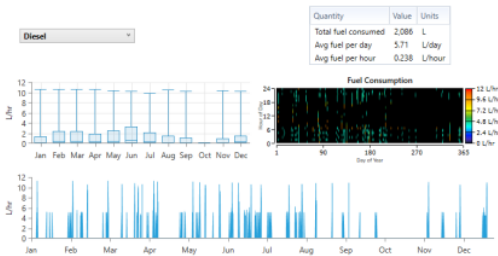 Quantity Value Units
Diesel
Total fuel consumed 2,086 L
Avg fuel per day 5.71 L/day
Avg fuel per hour 0.238 L/hour
Fuel Consumption
12
10
8
6
4
2
0
L/hr
Jan Feb Mar Apr May Jun Jul Aug Sep Oct Nov Dec
24
18
12
6
0
Hour of Day
1 90 180 270 365
Day of Year
12 L/hr
9.6 L/hr
7.2 L/hr
4.8 L/hr
2.4 L/hr
0 L/hr
12
10
8
6
4
2
0
L/hr
Jan Feb Mar Apr May Jun Jul Aug Sep Oct Nov Dec